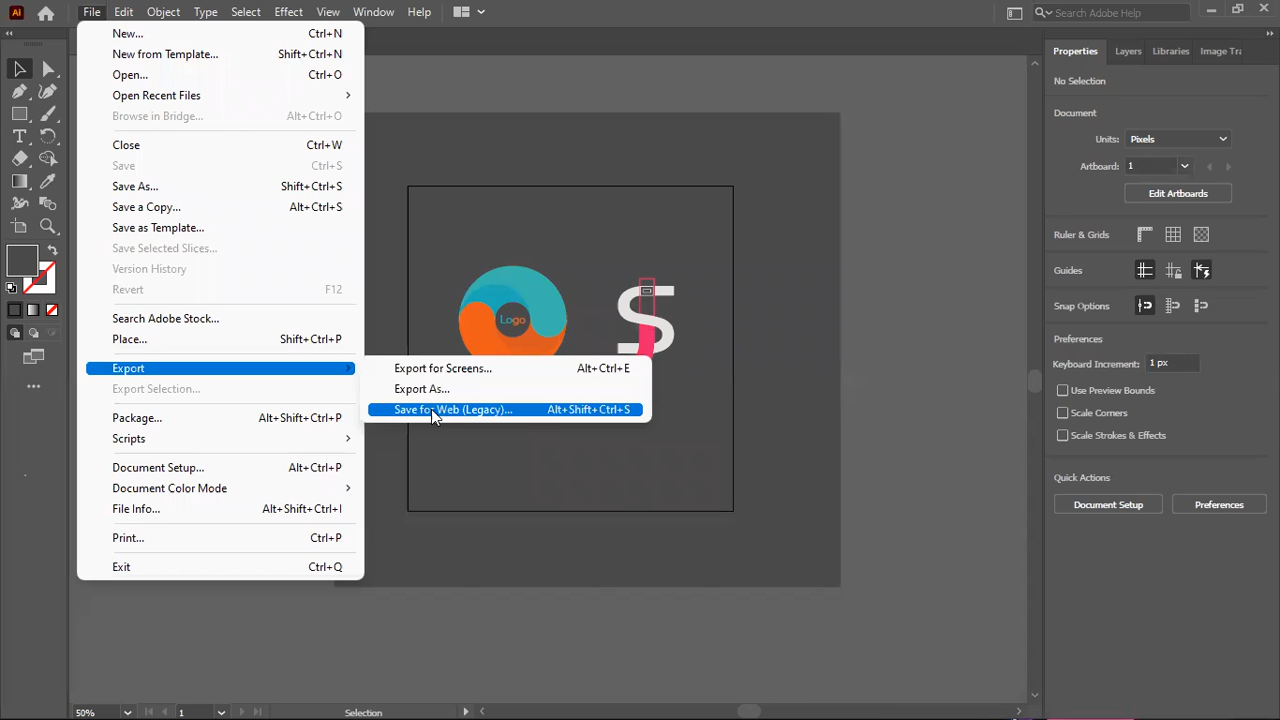 Ai File Edit Object Type Select Effect View Window Help Search Adobe Help
New... Ctrl+N
New from Template... Shift+Ctrl+N
Open... Ctrl+O
Open Recent Files
Browse in Bridge... Alt+Ctrl+O
Close Ctrl+W
Save Ctrl+S
Save As... Shift+Ctrl+S
Save a Copy... Alt+Ctrl+S
Save as Template...
Save Selected Slices...
Version History
Revert F12
Search Adobe Stock...
Place... Shift+Ctrl+P
Export
Export Selection...
Package... Alt+Shift+Ctrl+P
Scripts
Document Setup... Alt+Ctrl+P
Document Color Mode
File Info... Alt+Shift+Ctrl+I
Print... Ctrl+P
Exit Ctrl+Q
Export for Screens... Alt+Ctrl+E
Export As...
Save for Web (Legacy)... Alt+Shift+Ctrl+S
Logo
S
Properties Layers Libraries Image Tra
No Selection
Document
Units: Pixels
Artboard: 1
Edit Artboards
Ruler & Grids
Guides
Snap Options
Preferences
Keyboard Increment: 1 px
Use Preview Bounds
Scale Corners
Scale Strokes & Effects
Quick Actions
Document Setup Preferences
50% 1 Selection